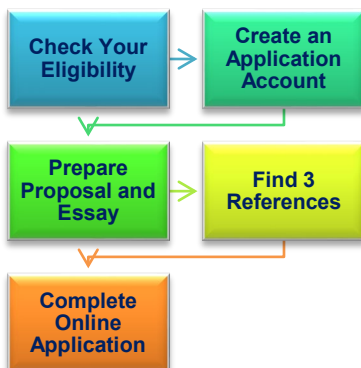 Check Your
Eligibility
Create an
Application
Account
Prepare
Proposal and
Essay
Find 3
References
Complete
Online
Application